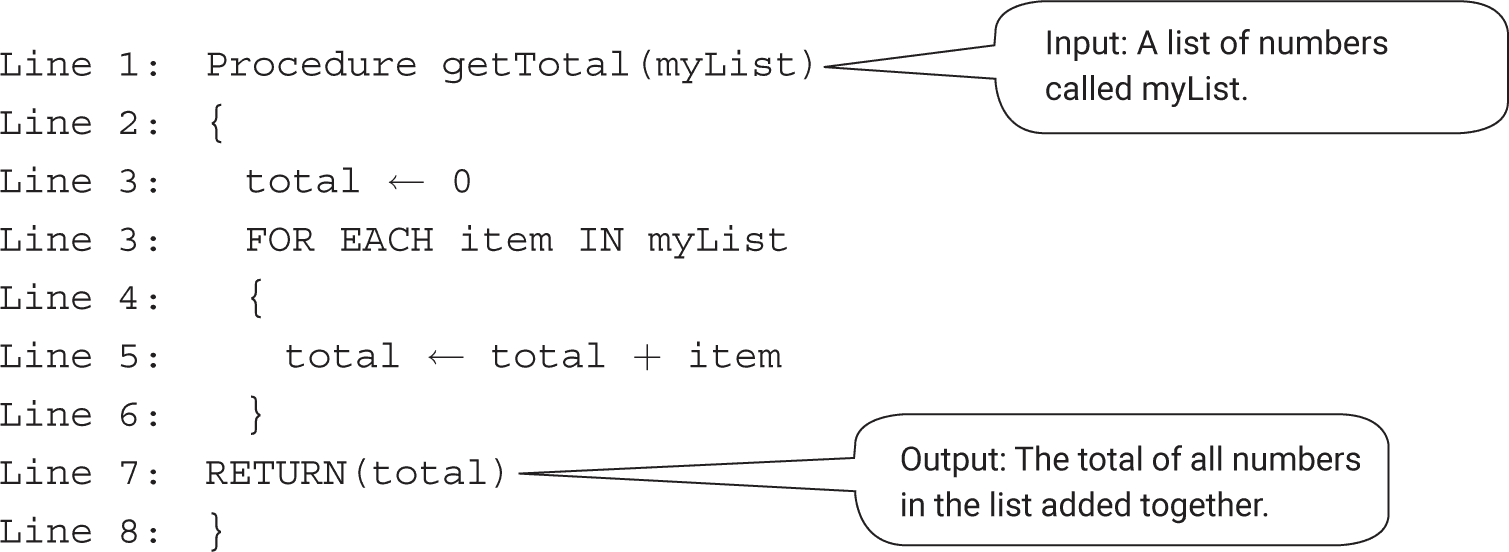 Line 1: Procedure getTotal(myList)
Input: A list of numbers
called myList.
Line 2: {
Line 3: total ← 0
Line 3: FOR EACH item IN myList
Line 4: {
Line 5: total ← total + item
Line 6: }
Line 7: RETURN(total)
Output: The total of all numbers
in the list added together.
Line 8: }